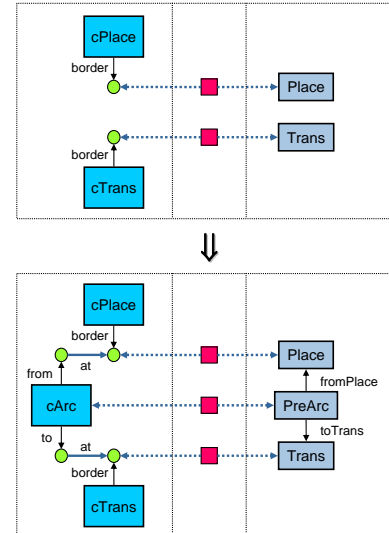 cPlace
border
Place
Trans
border
cTrans
⇓
cPlace
border
at
Place
from
fromPlace
cArc
PreArc
to
toTrans
at
Trans
border
cTrans